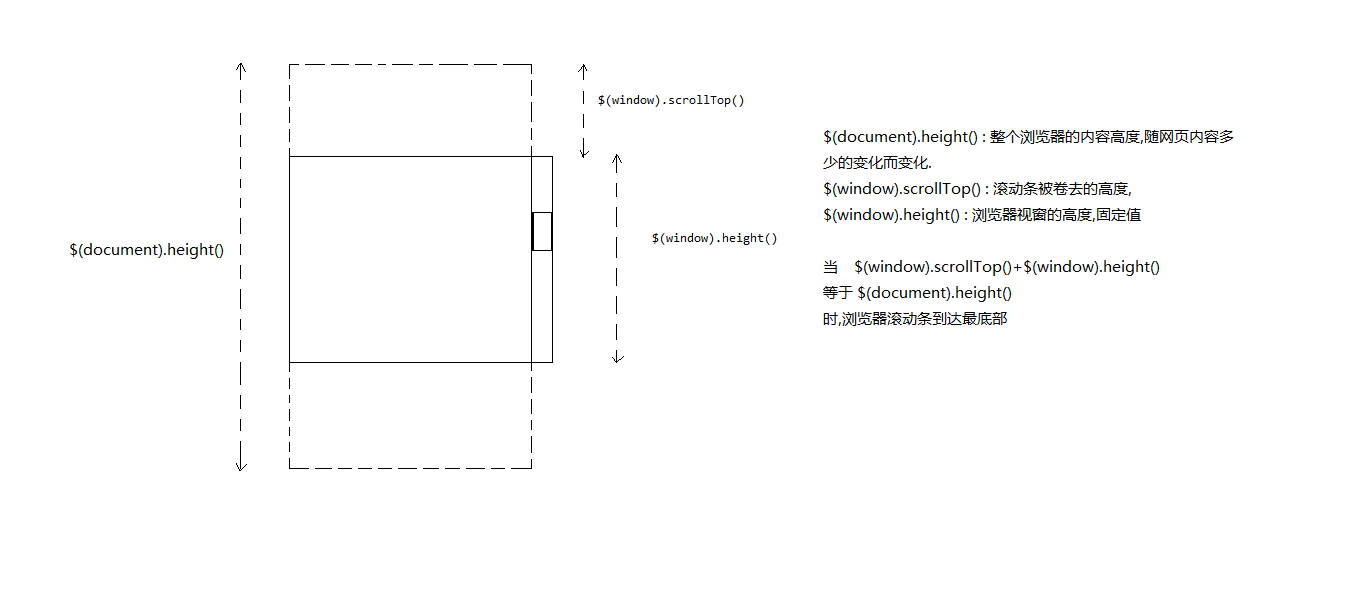 $(window).scrollTop()
$(document).height()
$(window).height()
$(document).height() : 整个浏览器的内容高度,随网页内容多
少的变化而变化.
$(window).scrollTop() : 滚动条被卷去的高度,
$(window).height() : 浏览器视窗的高度,固定值
当 $(window).scrollTop()+$(window).height()
等于 $(document).height()
时,浏览器滚动条到达最底部